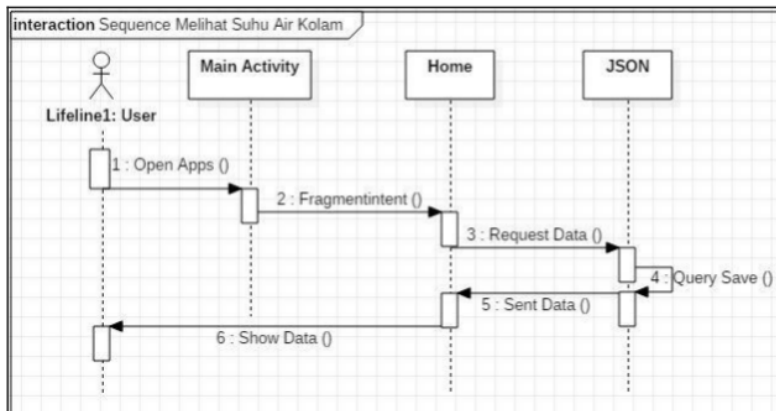 interaction Sequence Melihat Suhu Air Kolam
Main Activity
Home
JSON
Lifeline1: User
1 : Open Apps ()
2 : Fragmentintent ()
3 : Request Data ()
4 : Query Save ()
5 : Sent Data ()
6 : Show Data ()